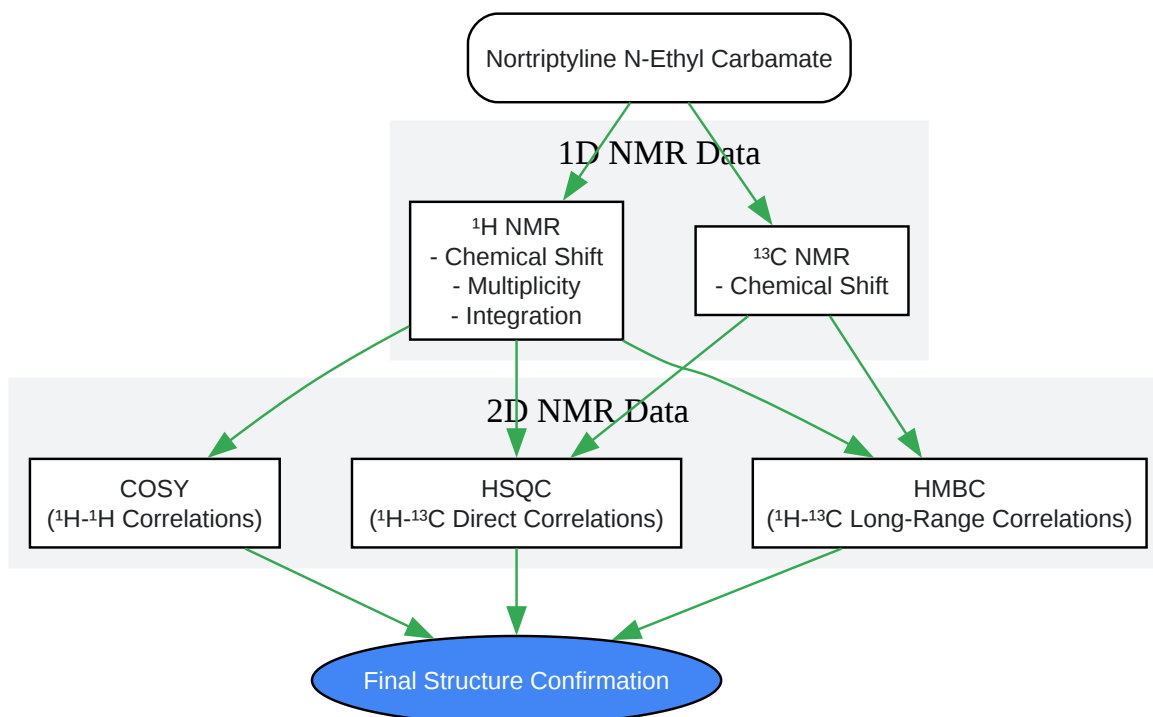 Nortriptyline N-Ethyl Carbamate
1D NMR Data
¹H NMR
- Chemical Shift
- Multiplicity
- Integration
¹³C NMR
- Chemical Shift
2D NMR Data
COSY
(¹H-¹H Correlations)
HSQC
(¹H-¹³C Direct Correlations)
HMBC
(¹H-¹³C Long-Range Correlations)
Final Structure Confirmation